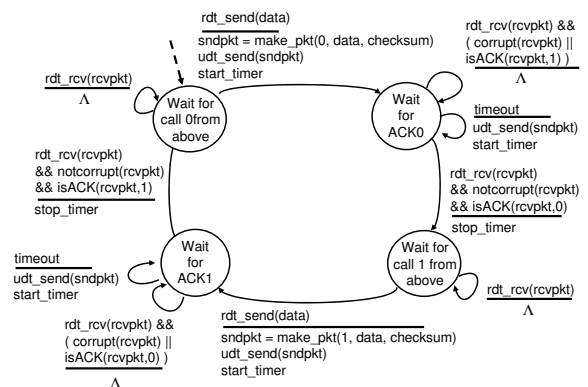 rdt_send(data)
sndpkt = make_pkt(0, data, checksum)
udt_send(sndpkt)
start_timer
rdt_rcv(rcvpkt) &&
( corrupt(rcvpkt) ||
isACK(rcvpkt,1) )
Λ
rdt_rcv(rcvpkt)
Λ
Wait for
call 0from
above
Wait
for
ACK0
timeout
udt_send(sndpkt)
start_timer
rdt_rcv(rcvpkt)
&& notcorrupt(rcvpkt)
&& isACK(rcvpkt,1)
stop_timer
rdt_rcv(rcvpkt)
&& notcorrupt(rcvpkt)
&& isACK(rcvpkt,0)
stop_timer
timeout
udt_send(sndpkt)
start_timer
Wait
for
ACK1
Wait for
call 1 from
above
rdt_rcv(rcvpkt)
Λ
rdt_rcv(rcvpkt) &&
( corrupt(rcvpkt) ||
isACK(rcvpkt,0) )
Λ
rdt_send(data)
sndpkt = make_pkt(1, data, checksum)
udt_send(sndpkt)
start_timer